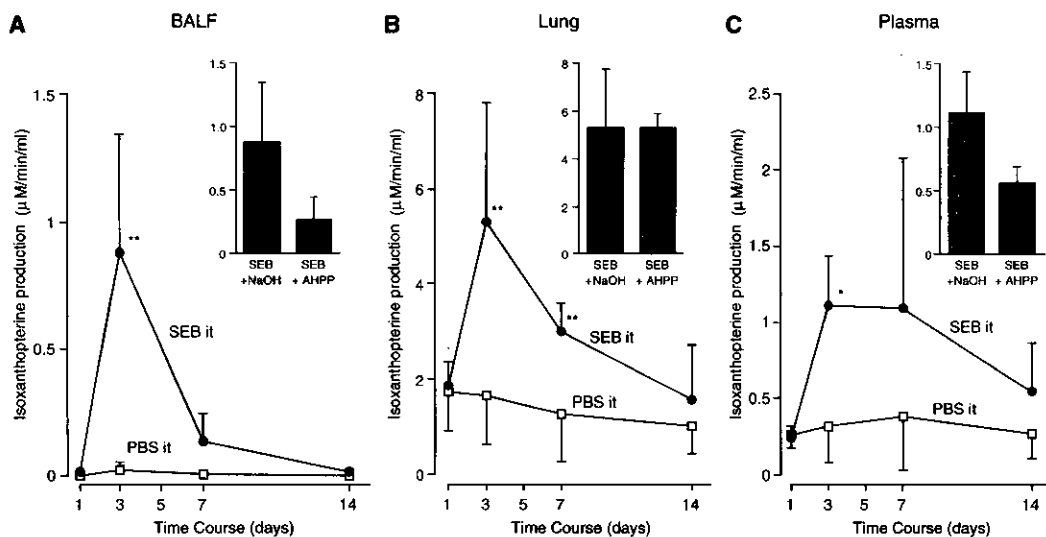 A
BALF
Isoxanthopterine production (μM/min/ml)
1.5
1
0.5
0
1.5
1.0
0.5
0
SEB
+NaOH
SEB
+ AHPP
**
SEB it
PBS it
1
3
5
7
14
Time Course (days)
B
Lung
Isoxanthopterine production (μM/min/ml)
8
6
4
2
0
8
6
4
2
0
SEB
+NaOH
SEB
+ AHPP
**
**
SEB it
PBS it
1
3
5
7
14
Time Course (days)
C
Plasma
Isoxanthopterine production (μM/min/ml)
2.5
2
1.5
1
0.5
0
1.5
1.0
0.5
0
SEB
+NaOH
SEB
+ AHPP
*
SEB it
PBS it
1
3
5
7
14
Time Course (days)